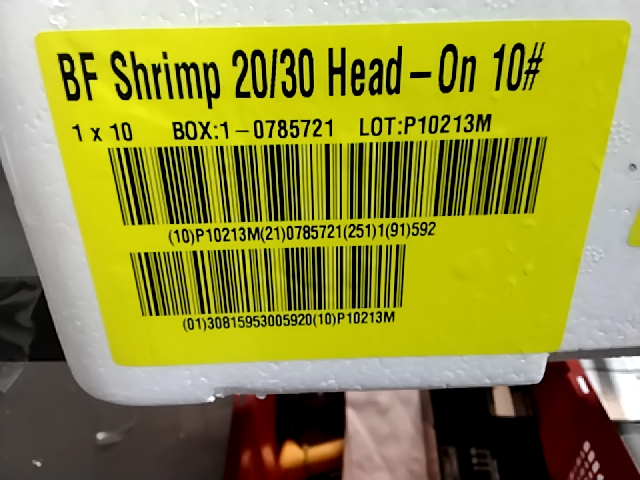 BF Shrimp 20/30 Head-On 10#
1 x 10 BOX:1-0785721 LOT:P10213M
(10)P10213M(21)0785721(251)1(91)592
(01)30815953005920(10)P10213M